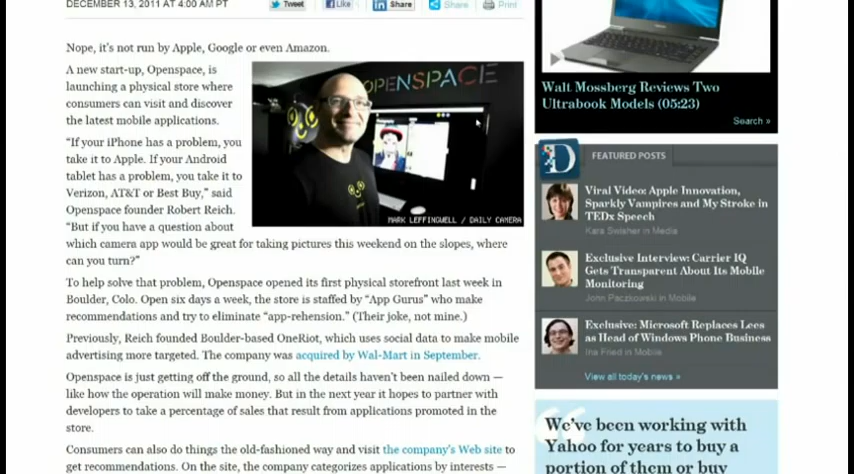 DECEMBER 13, 2011 AT 4:00 AM PT
Tweet
Like
Share
Share
Print
Nope, it's not run by Apple, Google or even Amazon.
A new start-up, Openspace, is
launching a physical store where
consumers can visit and discover
the latest mobile applications.
“If your iPhone has a problem, you
take it to Apple. If your Android
tablet has a problem, you take it to
Verizon, AT&T or Best Buy,” said
Openspace founder Robert Reich.
“But if you have a question about
which camera app would be great for taking pictures this weekend on the slopes, where
can you turn?”
OPENSPACE
MARK LEFFINGWELL / DAILY CAMERA
To help solve that problem, Openspace opened its first physical storefront last week in
Boulder, Colo. Open six days a week, the store is staffed by “App Gurus” who make
recommendations and try to eliminate “app-rehension.” (Their joke, not mine.)
Previously, Reich founded Boulder-based OneRiot, which uses social data to make mobile
advertising more targeted. The company was acquired by Wal-Mart in September.
Openspace is just getting off the ground, so all the details haven't been nailed down —
like how the operation will make money. But in the next year it hopes to partner with
developers to take a percentage of sales that result from applications promoted in the
store.
Consumers can also do things the old-fashioned way and visit the company's Web site to
get recommendations. On the site, the company categorizes applications by interests —
Walt Mossberg Reviews Two
Ultrabook Models (05:23)
Search »
D
FEATURED POSTS
Viral Video: Apple Innovation,
Sparkly Vampires and My Stroke in
TEDx Speech
Kara Swisher in Media
Exclusive Interview: Carrier IQ
Gets Transparent About Its Mobile
Monitoring
John Paczkowski in Mobile
Exclusive: Microsoft Replaces Lees
as Head of Windows Phone Business
Ina Fried in Mobile
View all today's news »
We've been working with
Yahoo for years to buy a
portion of them or buy